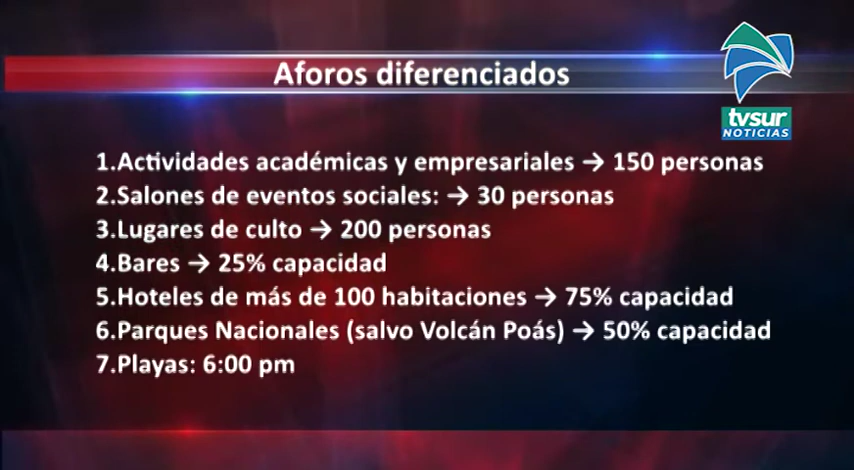 Aforos diferenciados
tvsur
NOTICIAS
1.Actividades académicas y empresariales → 150 personas
2.Salones de eventos sociales: → 30 personas
3.Lugares de culto → 200 personas
4.Bares → 25% capacidad
5.Hoteles de más de 100 habitaciones → 75% capacidad
6.Parques Nacionales (salvo Volcán Poás) → 50% capacidad
7.Playas: 6:00 pm